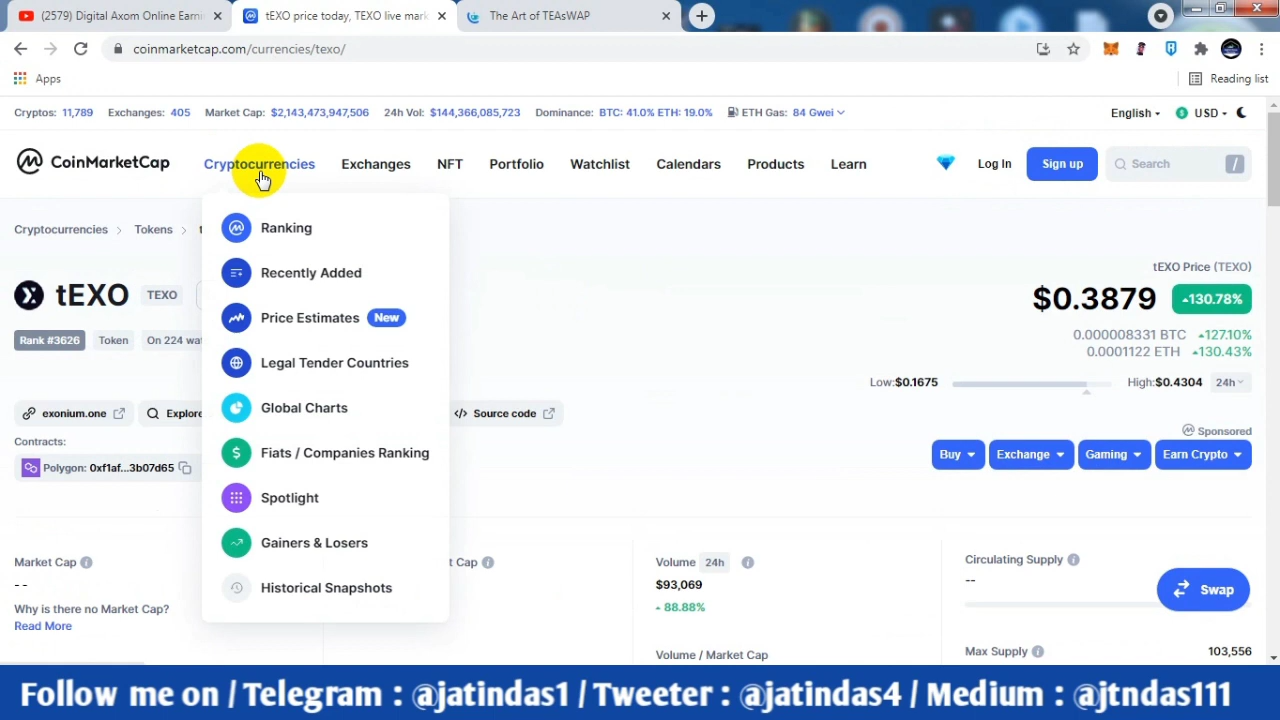 (2579) Digital Axom Online Earni
tEXO price today, TEXO live mark
The Art of TEAsWAP
coinmarketcap.com/currencies/texo/
Apps
Reading list
Cryptos: 11,789 Exchanges: 405 Market Cap: $2,143,473,947,506 24h Vol: $144,366,085,723 Dominance: BTC: 41.0% ETH: 19.0% ETH Gas: 84 Gwei
English USD
CoinMarketCap
Cryptocurrencies Exchanges NFT Portfolio Watchlist Calendars Products Learn
Log In Sign up Search /
Ranking
Recently Added
Price Estimates New
Legal Tender Countries
Global Charts
Fiats / Companies Ranking
Spotlight
Gainers & Losers
Historical Snapshots
Cryptocurrencies > Tokens >
tEXO TEXO
Rank #3626 Token On 224 wat
exonium.one Explore Source code
Contracts:
Polygon: 0xf1af...3b07d65
tEXO Price (TEXO)
$0.3879 130.78%
0.000008331 BTC 127.10%
0.0001122 ETH 130.43%
Low:$0.1675 High:$0.4304 24h
Sponsored
Buy Exchange Gaming Earn Crypto
Market Cap
- -
Why is there no Market Cap?
Read More
t Cap
Volume 24h
$93,069
88.88%
Volume / Market Cap
Circulating Supply
--
Swap
Max Supply 103,556
Follow me on / Telegram : @jatindas1 / Tweeter : @jatindas4 / Medium : @jtndas111